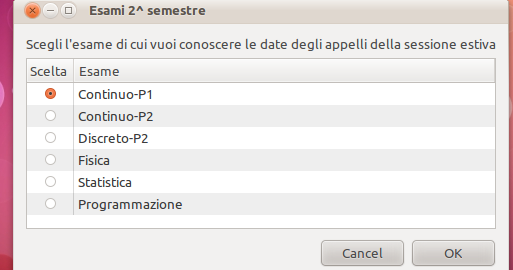 Esami 2^ semestre
Scegli l'esame di cui vuoi conoscere le date degli appelli della sessione estiva
Scelta Esame
Continuo-P1
Continuo-P2
Discreto-P2
Fisica
Statistica
Programmazione
Cancel OK